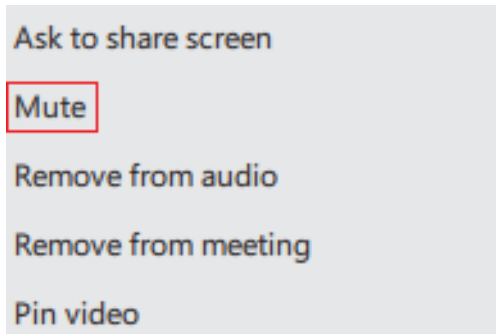 Ask to share screen
Mute
Remove from audio
Remove from meeting
Pin video